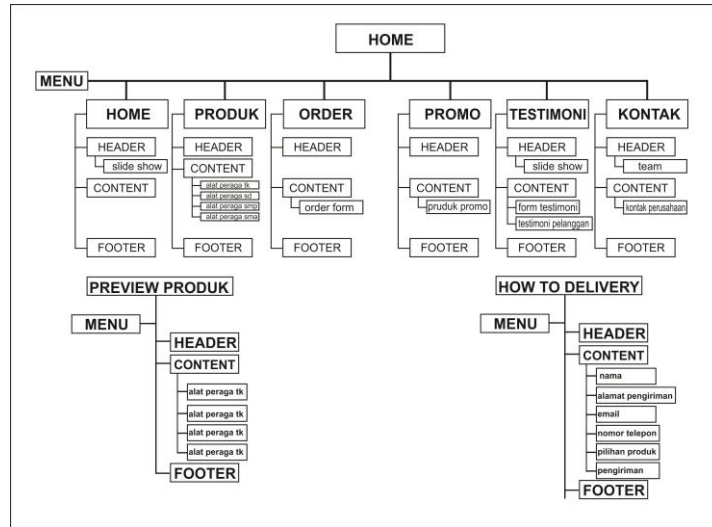 HOME
MENU
HOME
HEADER
slide show
CONTENT
FOOTER
PRODUK
HEADER
CONTENT
alat peraga tk
alat peraga sd
alat peraga smp
alat peraga sma
FOOTER
ORDER
HEADER
CONTENT
order form
FOOTER
PROMO
HEADER
CONTENT
pruduk promo
FOOTER
TESTIMONI
HEADER
slide show
CONTENT
form testimoni
testimoni pelanggan
FOOTER
KONTAK
HEADER
team
CONTENT
kontak perusahaan
FOOTER
PREVIEW PRODUK
MENU
HEADER
CONTENT
alat peraga tk
alat peraga tk
alat peraga tk
alat peraga tk
FOOTER
HOW TO DELIVERY
MENU
HEADER
CONTENT
nama
alamat pengiriman
email
nomor telepon
pilihan produk
pengiriman
FOOTER